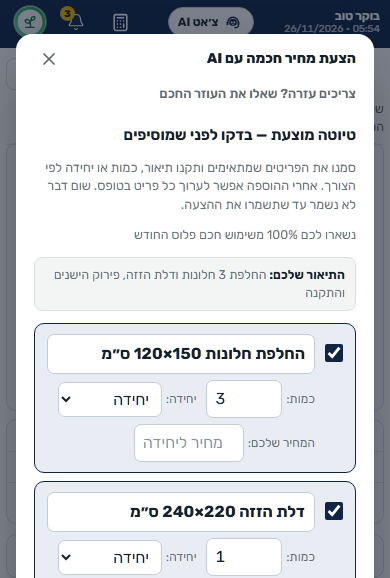 בוקר טוב
26/11/2026 • 05:54
צ׳אט AI
3
הצעת מחיר חכמה עם AI
צריכים עזרה? שאלו את העוזר החכם
טיוטה מוצעת – בדקו לפני שמוסיפים
סמנו את הפריטים שמתאימים ותקנו תיאור, כמות או יחידה לפי
הצורך. אחרי ההוספה אפשר לערוך כל פריט בטופס. שום דבר
לא נשמר עד שתשמרו את ההצעה.
נשארו לכם 100% משימוש חכם פלוס החודש
התיאור שלכם: החלפת 3 חלונות ודלת הזזה, פירוק הישנים
והתקנה
החלפת חלונות 150×120 ס״מ
כמות: 3 יחידה: יחידה
המחיר שלכם: מחיר ליחידה
דלת הזזה 220×240 ס״מ
כמות: 1 יחידה: יחידה